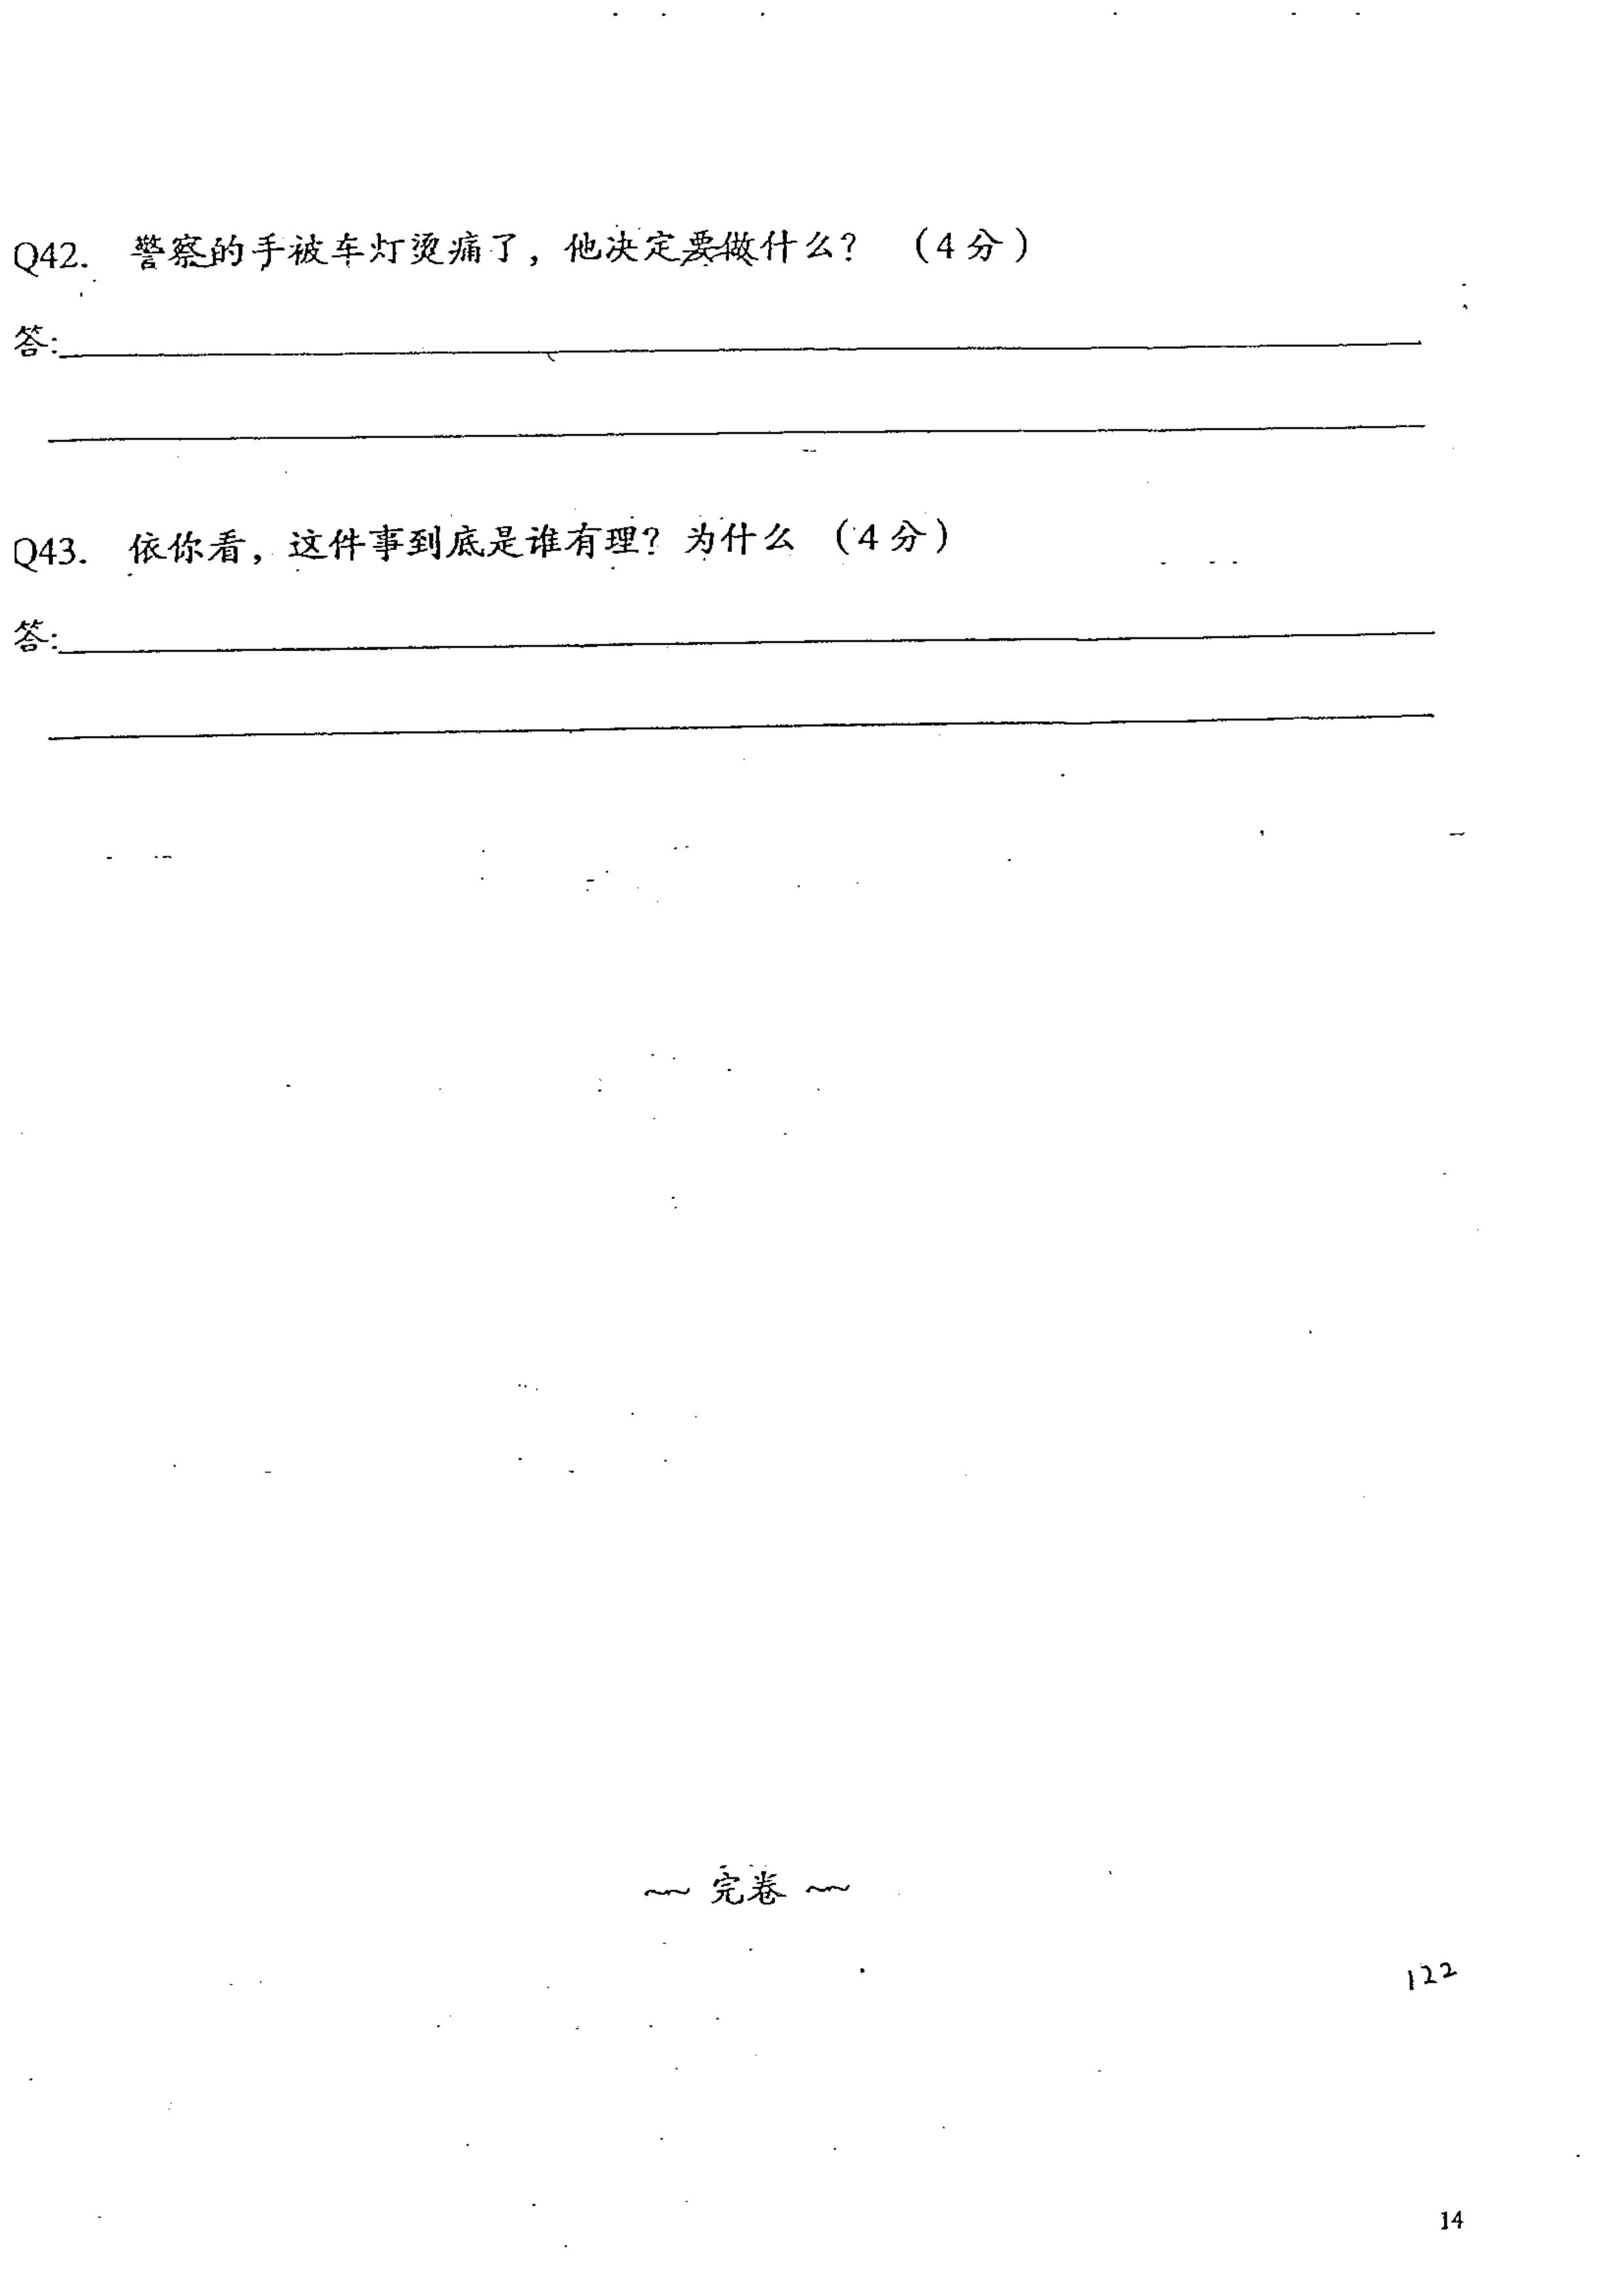 Q42. 警察的手被车灯烫痛了，他决定要做什么？ （4分）
答:
Q43. 依你看，这件事到底是谁有理？为什么 （4分）
答:
~ 完卷 ~
122
14